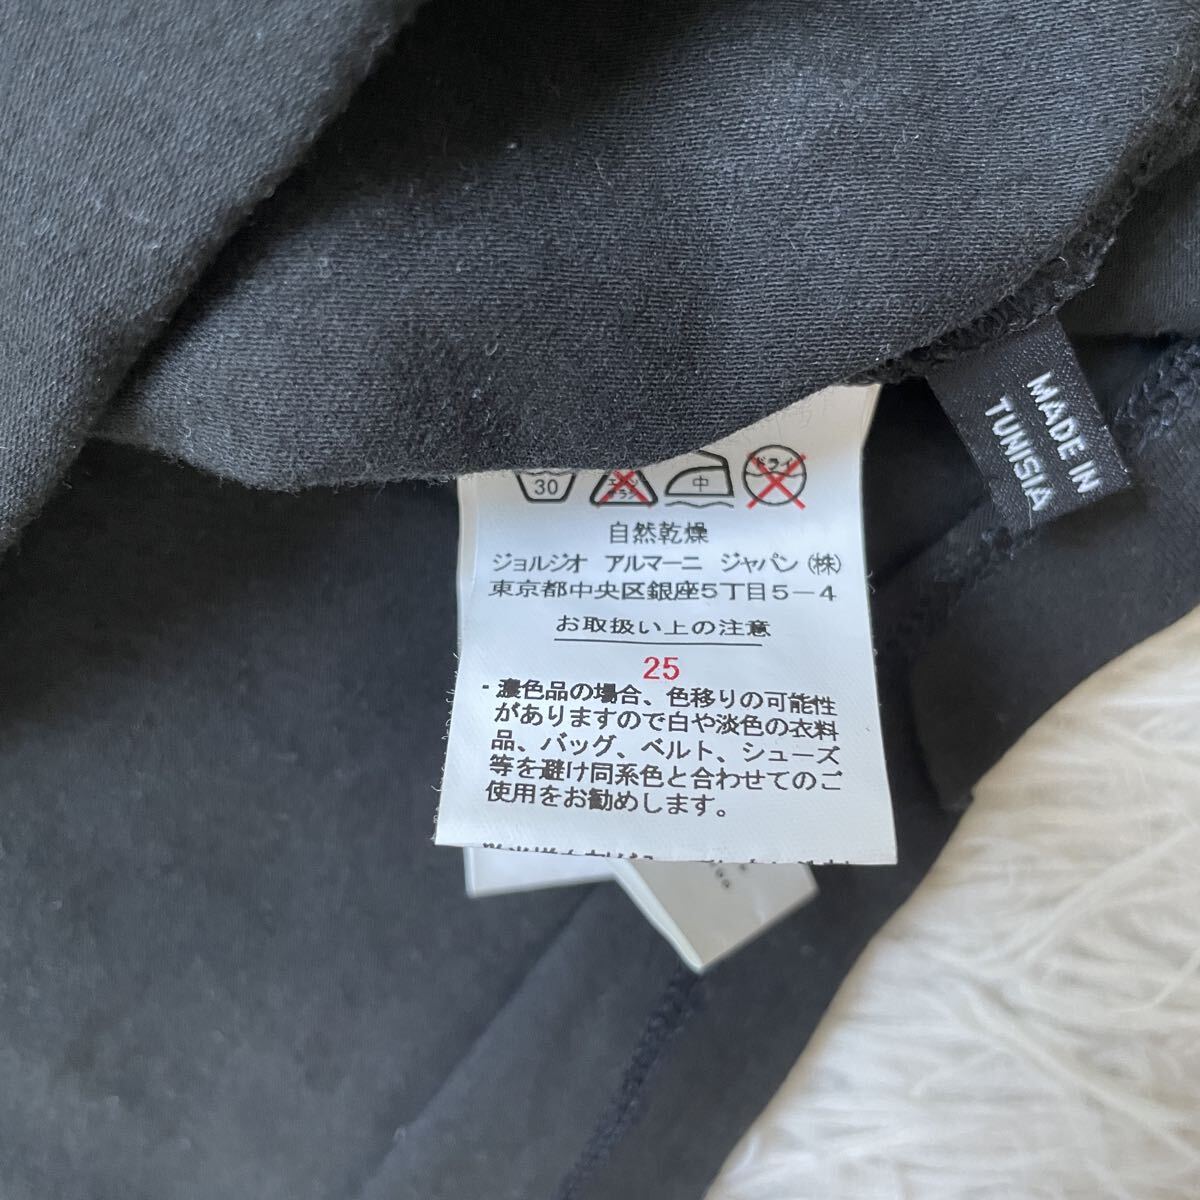 30 エンソサラシ 中 ドライ
自然乾燥
ジョルジオ アルマーニ ジャパン(株)
東京都中央区銀座5丁目5-4
お取扱い上の注意
25
・濃色品の場合、色移りの可能性
がありますので白や淡色の衣料
品、バッグ、ベルト、シューズ
等を避け同系色と合わせてのご
使用をお勧めします。
MADE IN
TUNISIA